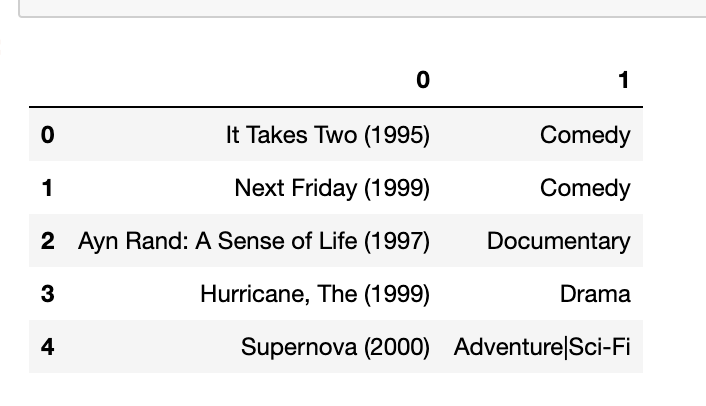 0 1
0 It Takes Two (1995) Comedy
1 Next Friday (1999) Comedy
2 Ayn Rand: A Sense of Life (1997) Documentary
3 Hurricane, The (1999) Drama
4 Supernova (2000) Adventure|Sci-Fi